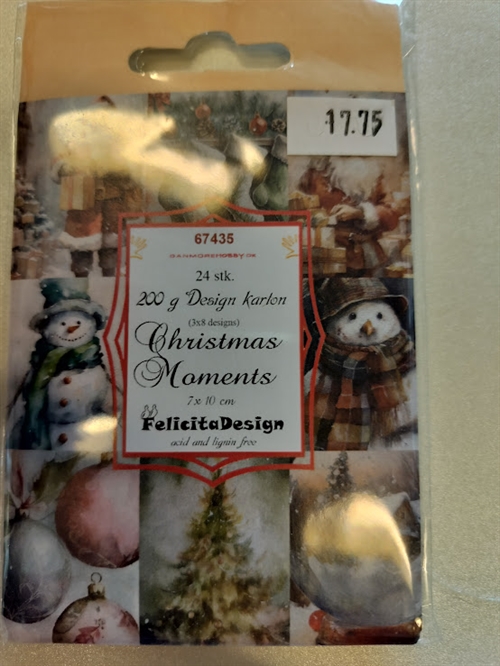 17.75
67435
DANMOREHOBBY.DK
24 stk.
200 g Design karton
(3x8 designs)
Christmas
Moments
7x10 cm
FelicitaDesign
acid and lignin free